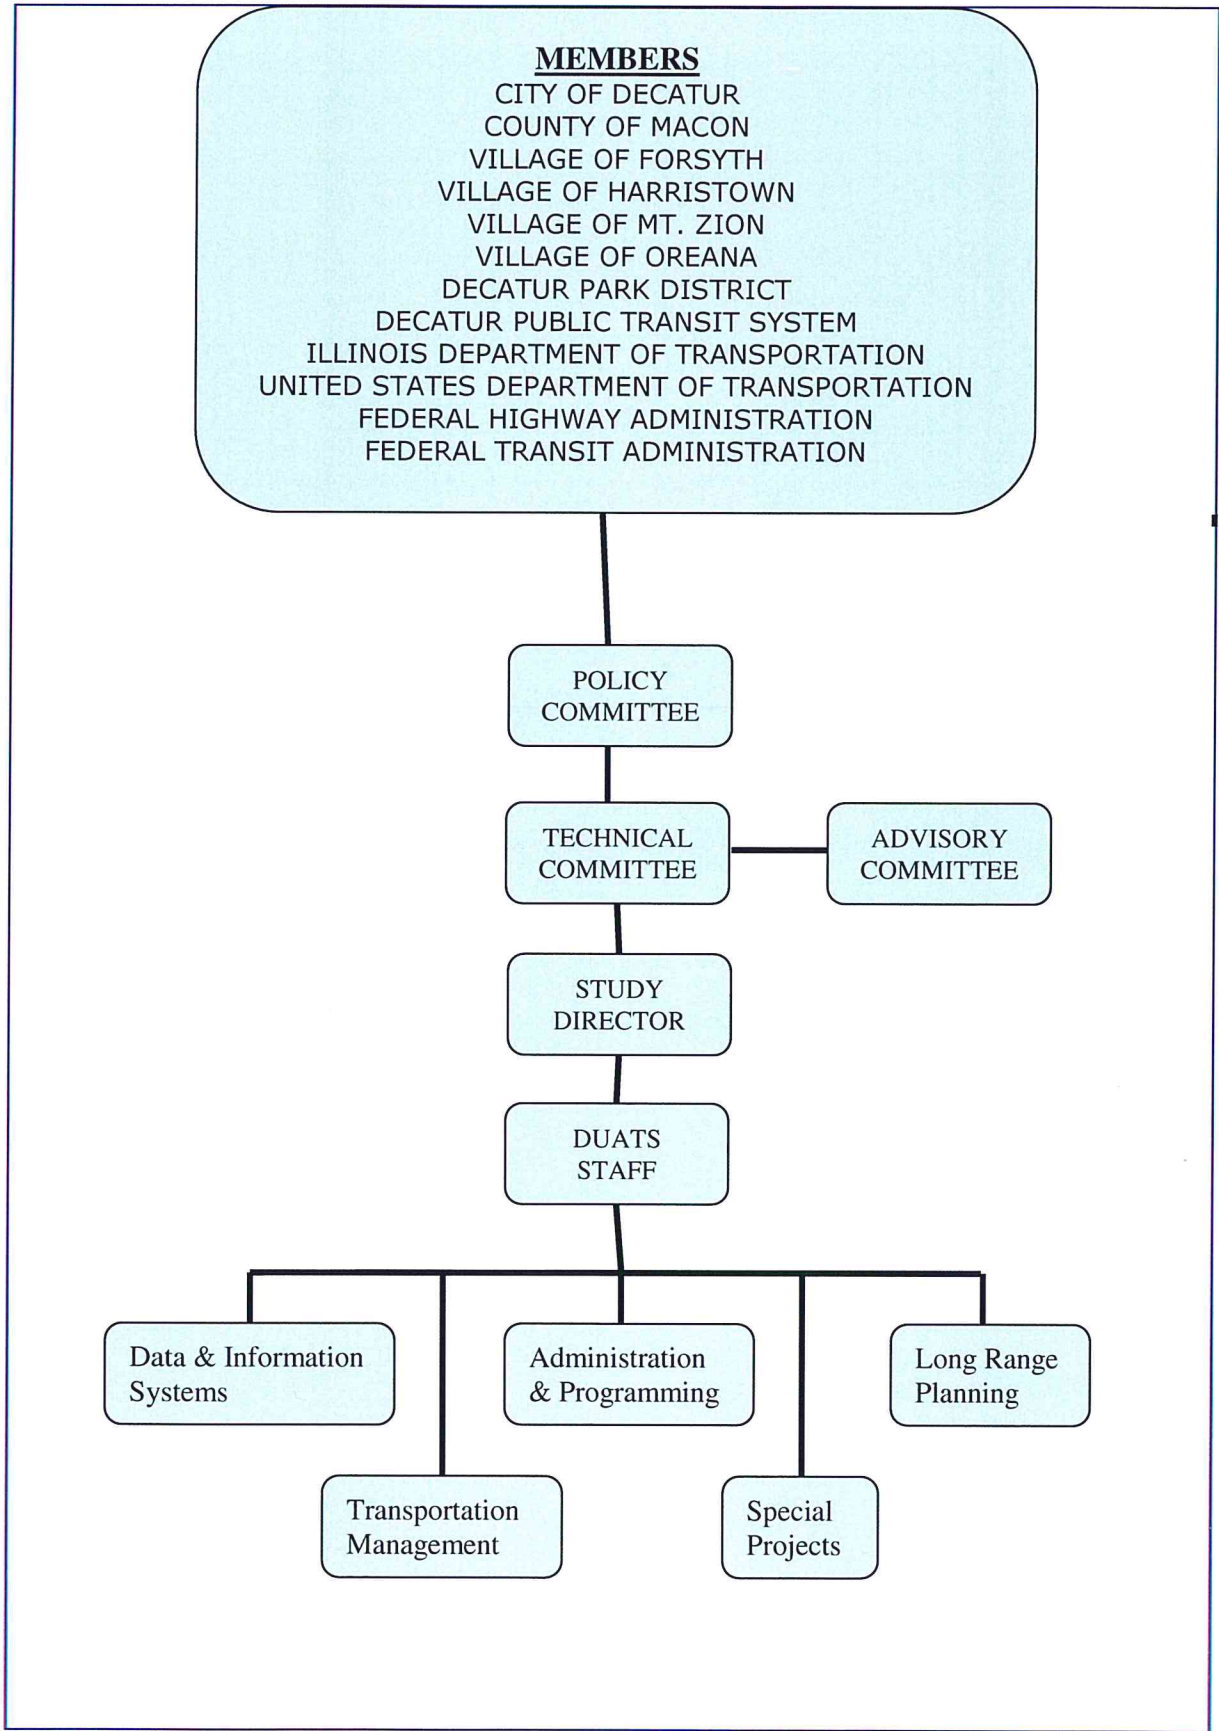 MEMBERS
CITY OF DECATUR
COUNTY OF MACON
VILLAGE OF FORSYTH
VILLAGE OF HARRISTOWN
VILLAGE OF MT. ZION
VILLAGE OF OREANA
DECATUR PARK DISTRICT
DECATUR PUBLIC TRANSIT SYSTEM
ILLINOIS DEPARTMENT OF TRANSPORTATION
UNITED STATES DEPARTMENT OF TRANSPORTATION
FEDERAL HIGHWAY ADMINISTRATION
FEDERAL TRANSIT ADMINISTRATION
POLICY
COMMITTEE
TECHNICAL
COMMITTEE
ADVISORY
COMMITTEE
STUDY
DIRECTOR
DUATS
STAFF
Data & Information
Systems
Administration
& Programming
Long Range
Planning
Transportation
Management
Special
Projects